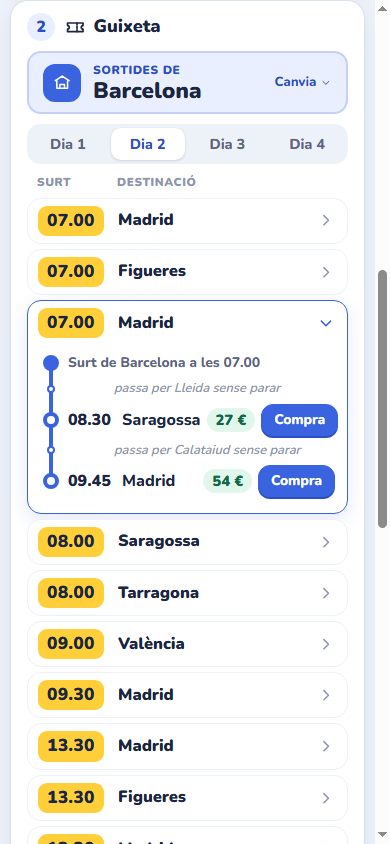 2 Guixeta
SORTIDES DE
Barcelona
Canvia
Dia 1 Dia 2 Dia 3 Dia 4
SURT DESTINACIÓ
07.00 Madrid
07.00 Figueres
07.00 Madrid
Surt de Barcelona a les 07.00
passa per Lleida sense parar
08.30 Saragossa 27 € Compra
passa per Calataiud sense parar
09.45 Madrid 54 € Compra
08.00 Saragossa
08.00 Tarragona
09.00 València
09.30 Madrid
13.30 Madrid
13.30 Figueres